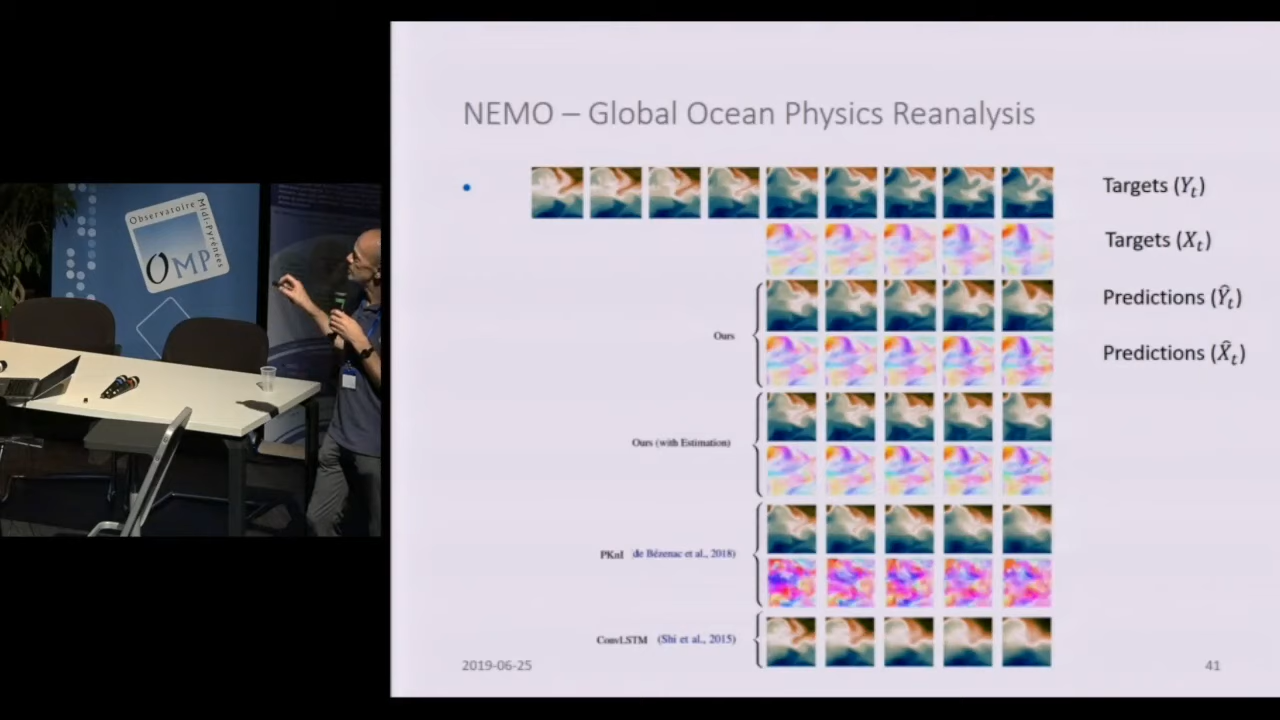 NEMO – Global Ocean Physics Reanalysis
Targets (Y_t)
Targets (X_t)
Predictions (Ŷ_t)
Predictions (X̂_t)
Ours
Ours (with Estimation)
PKnl (de Bézenac et al., 2018)
ConvLSTM (Shi et al., 2015)
2019-06-25
41
Observatoire
Midi-Pyrénées
OMP